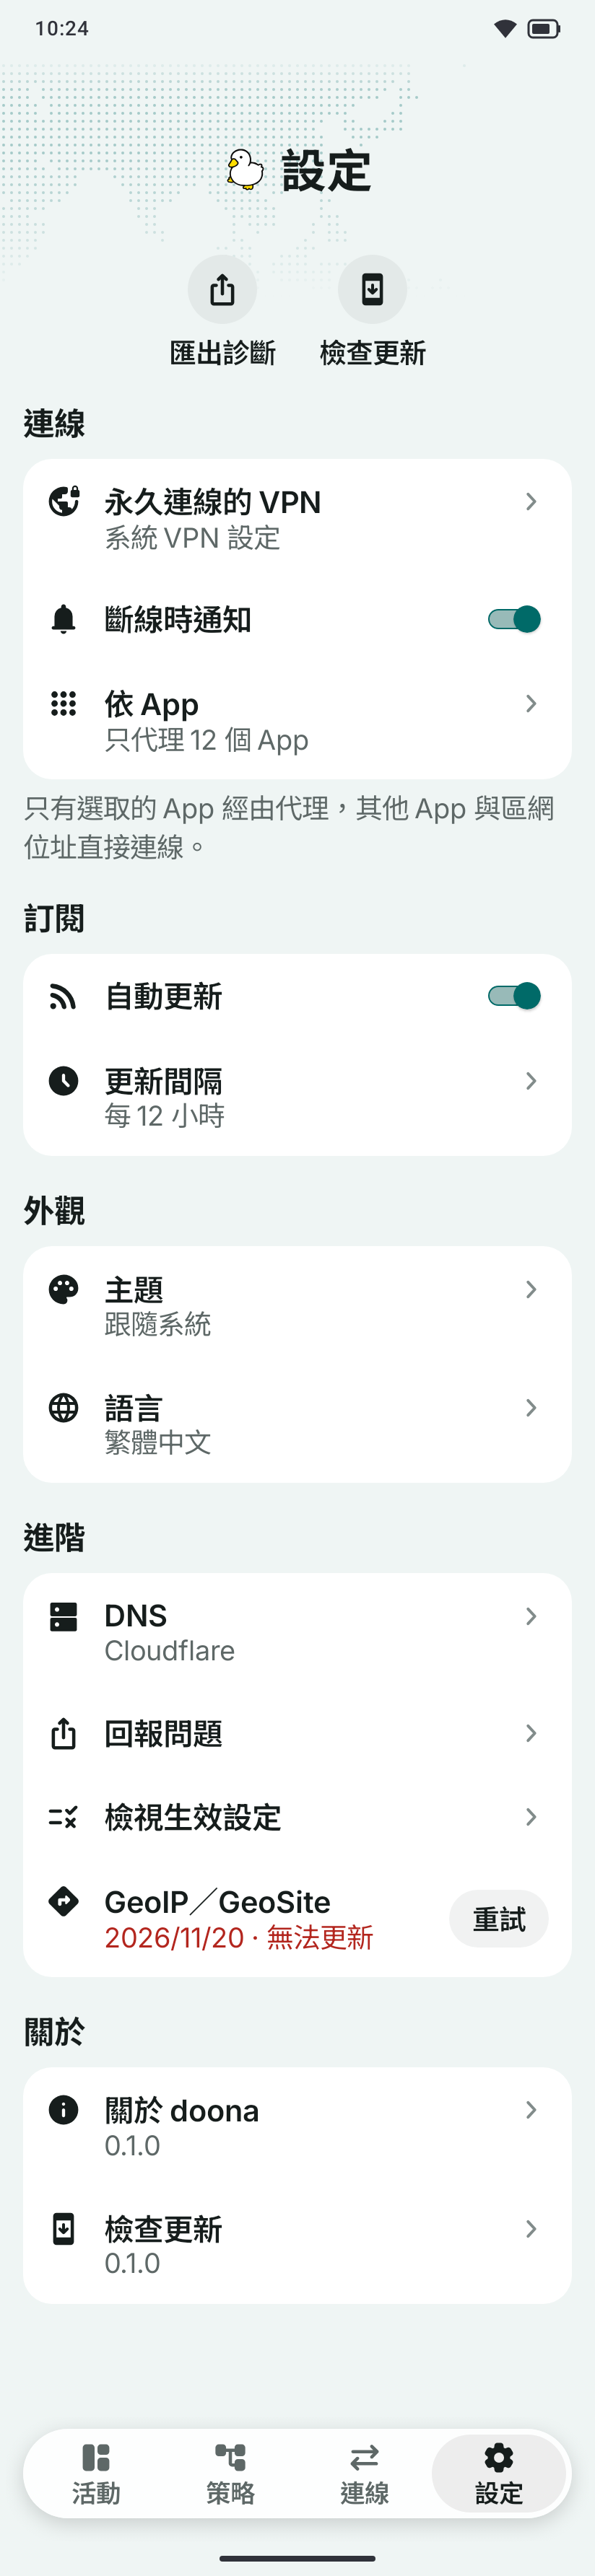 10:24
設定
匯出診斷
檢查更新
連線
永久連線的 VPN
系統 VPN 設定
斷線時通知
依 App
只代理 12 個 App
只有選取的 App 經由代理，其他 App 與區網
位址直接連線。
訂閱
自動更新
更新間隔
每 12 小時
外觀
主題
跟隨系統
語言
繁體中文
進階
DNS
Cloudflare
回報問題
檢視生效設定
GeoIP／GeoSite
2026/11/20 · 無法更新
重試
關於
關於 doona
0.1.0
檢查更新
0.1.0
活動
策略
連線
設定